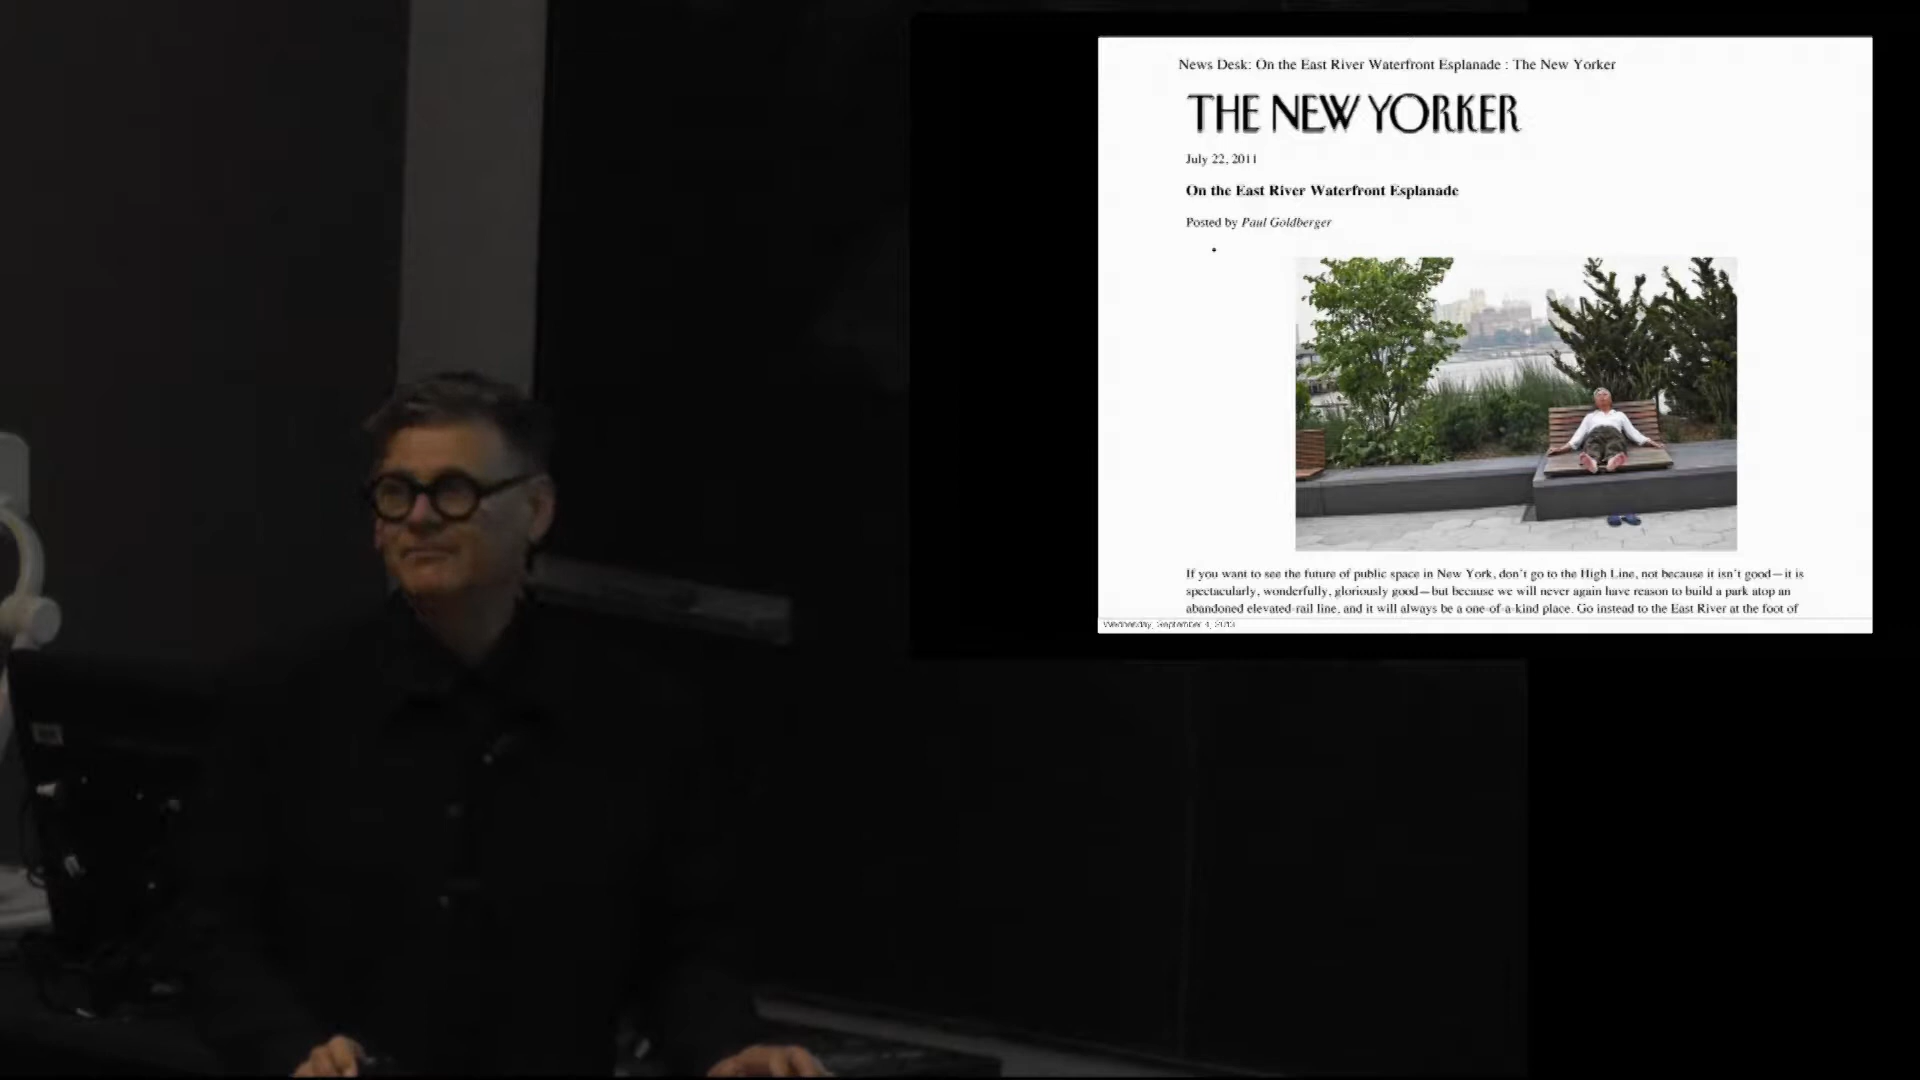 News Desk: On the East River Waterfront Esplanade : The New Yorker
THE NEW YORKER
July 22, 2011
On the East River Waterfront Esplanade
Posted by Paul Goldberger
If you want to see the future of public space in New York, don't go to the High Line, not because it isn't good—it is
spectacularly, wonderfully, gloriously good—but because we will never again have reason to build a park atop an
abandoned elevated-rail line, and it will always be a one-of-a-kind place. Go instead to the East River at the foot of
Wednesday, September 4, 2013